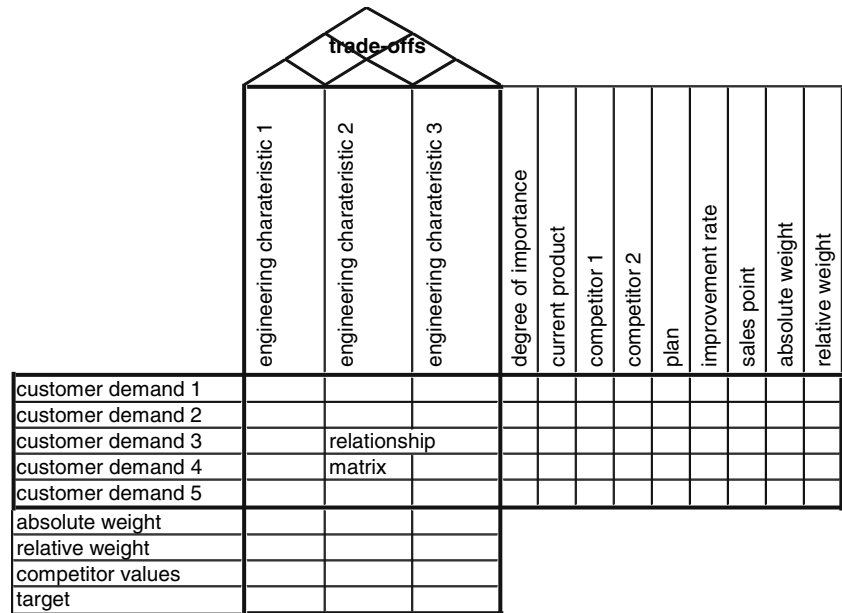 trade-offs
engineering charateristic 1
engineering charateristic 2
engineering charateristic 3
degree of importance
current product
competitor 1
competitor 2
plan
improvement rate
sales point
absolute weight
relative weight
customer demand 1
customer demand 2
customer demand 3
relationship
customer demand 4
matrix
customer demand 5
absolute weight
relative weight
competitor values
target